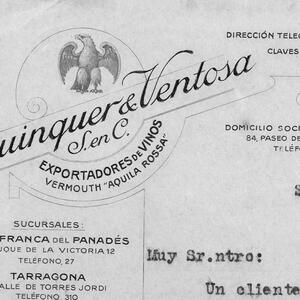 DIRECCIÓN TELEG
CLAVES
uinquer & Ventosa
S. en C.
EXPORTADORES DE VINOS
VERMOUTH "AQUILA ROSSA"
DOMICILIO SOC
84, PASEO DE
TELÉF
SUCURSALES:
FRANCA DEL PANADÉS
UQUE DE LA VICTORIA 12
TELÉFONO, 27
TARRAGONA
ALLE DE TORRES JORDI
TELÉFONO 310
S
Muy Sr.ntro:
Un cliente